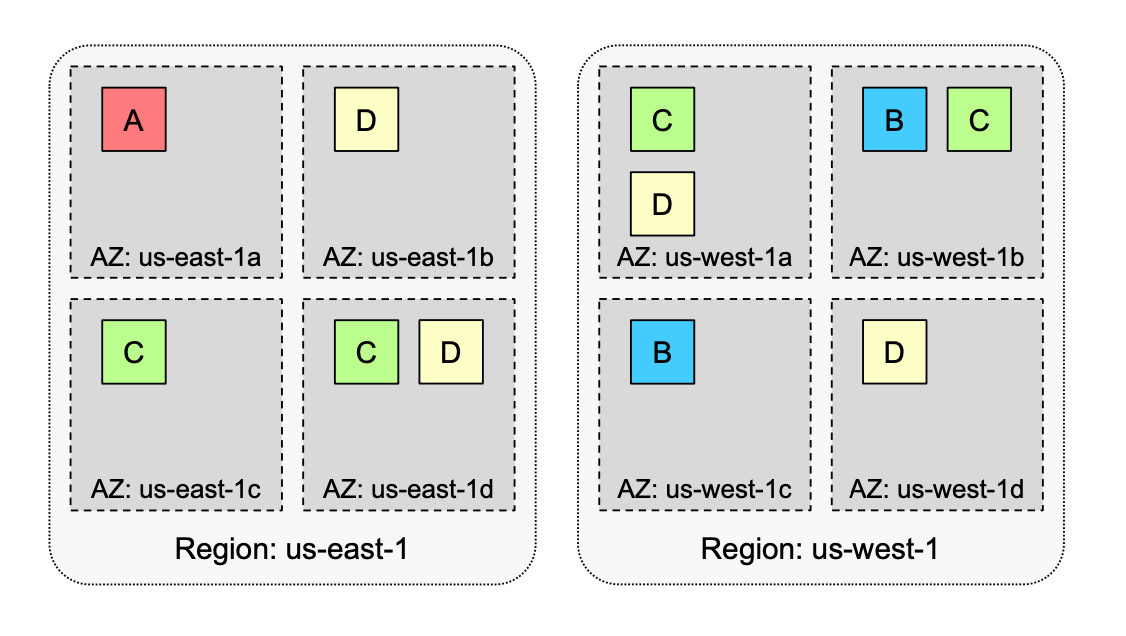 A
D
AZ: us-east-1a
AZ: us-east-1b
C
C D
AZ: us-east-1c
AZ: us-east-1d
Region: us-east-1
C
D
AZ: us-west-1a
B C
AZ: us-west-1b
B
AZ: us-west-1c
D
AZ: us-west-1d
Region: us-west-1